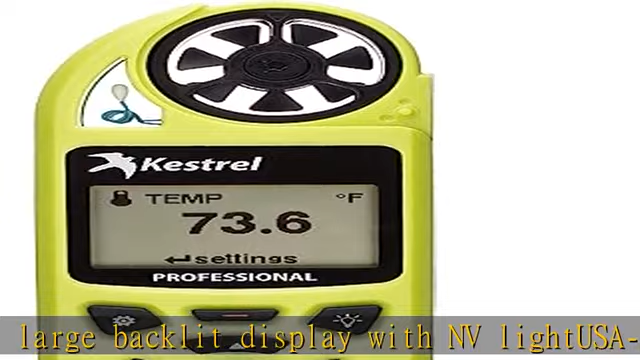 Kestrel
TEMP °F
73.6
↵settings
PROFESSIONAL
large backlit display with NV lightUSA-